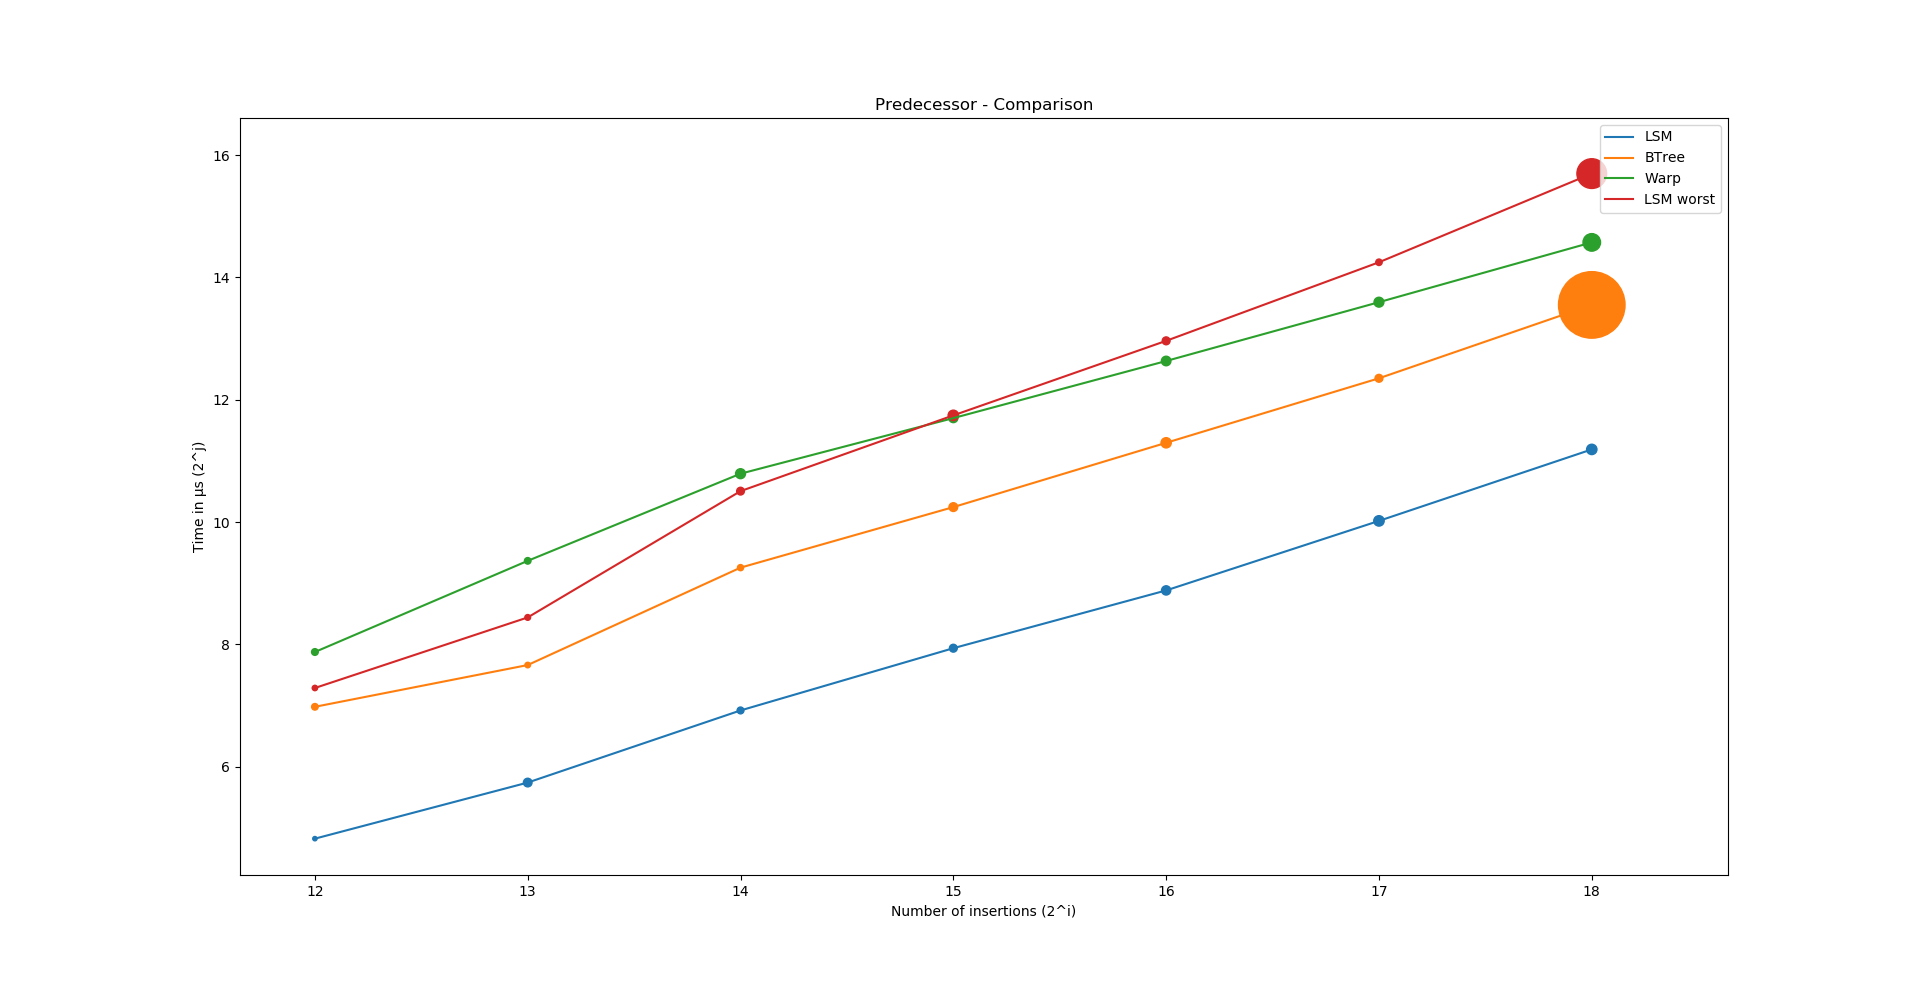 Predecessor - Comparison
LSM
BTree
Warp
LSM worst
16
14
12
10
8
6
Time in µs (2^j)
12 13 14 15 16 17 18
Number of insertions (2^i)